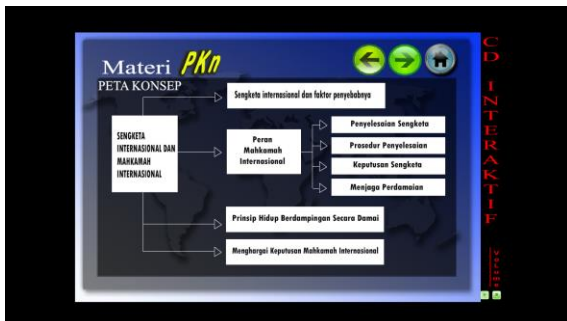 Materi PKn
PETA KONSEP
SENGKETA
INTERNASIONAL DAN
MAHKAMAH
INTERNASIONAL
Sengketa internasional dan faktor penyebabnya
Peran
Mahkamah
Internasional
Penyelesaian Sengketa
Prosedur Penyelesaian
Keputusan Sengketa
Menjaga Perdamaian
Prinsip Hidup Berdampingan Secara Damai
Menghargai Keputusan Mahkamah Internasional
CD INTERAKTIF
Volume